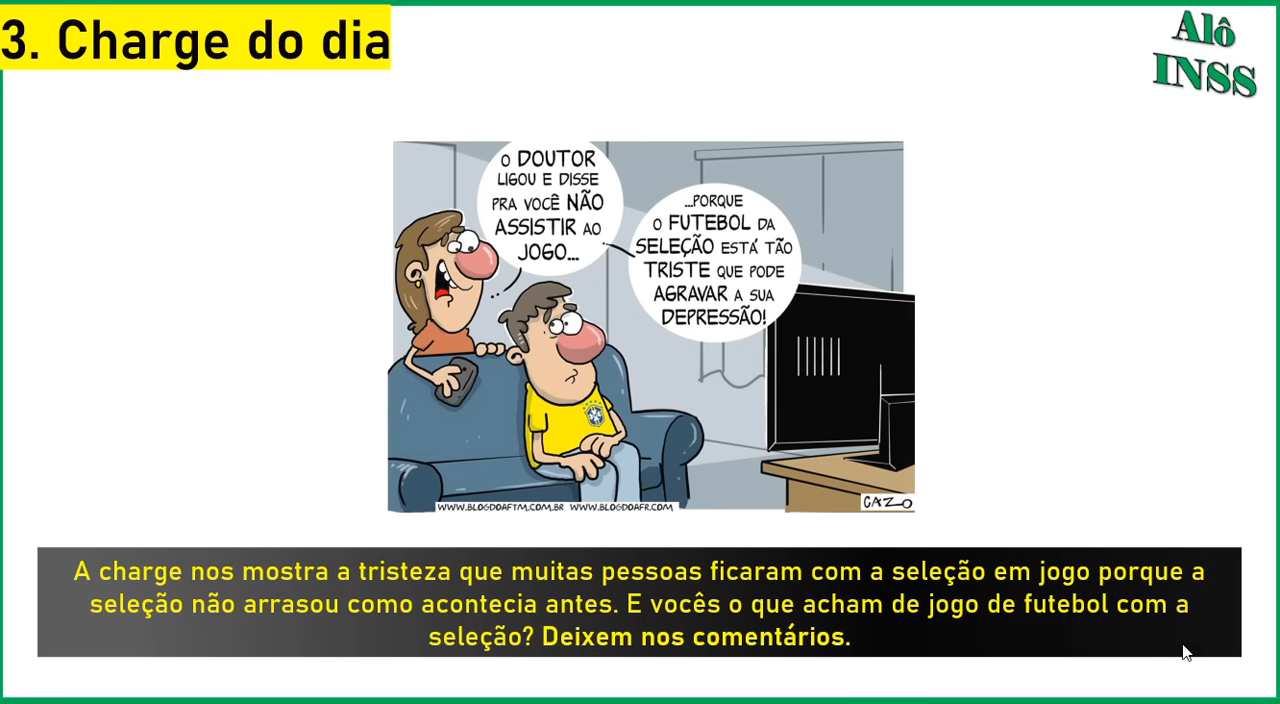 3. Charge do dia
Alô
INSS
O DOUTOR
LIGOU E DISSE
PRA VOCÊ NÃO
ASSISTIR AO
JOGO...
...PORQUE
O FUTEBOL DA
SELEÇÃO ESTÁ TÃO
TRISTE QUE PODE
AGRAVAR A SUA
DEPRESSÃO!
WWW.BLOGDOAFTM.COM.BR WWW.BLOGDOAFR.COM
CAZO
A charge nos mostra a tristeza que muitas pessoas ficaram com a seleção em jogo porque a
seleção não arrasou como acontecia antes. E vocês o que acham de jogo de futebol com a
seleção? Deixem nos comentários.